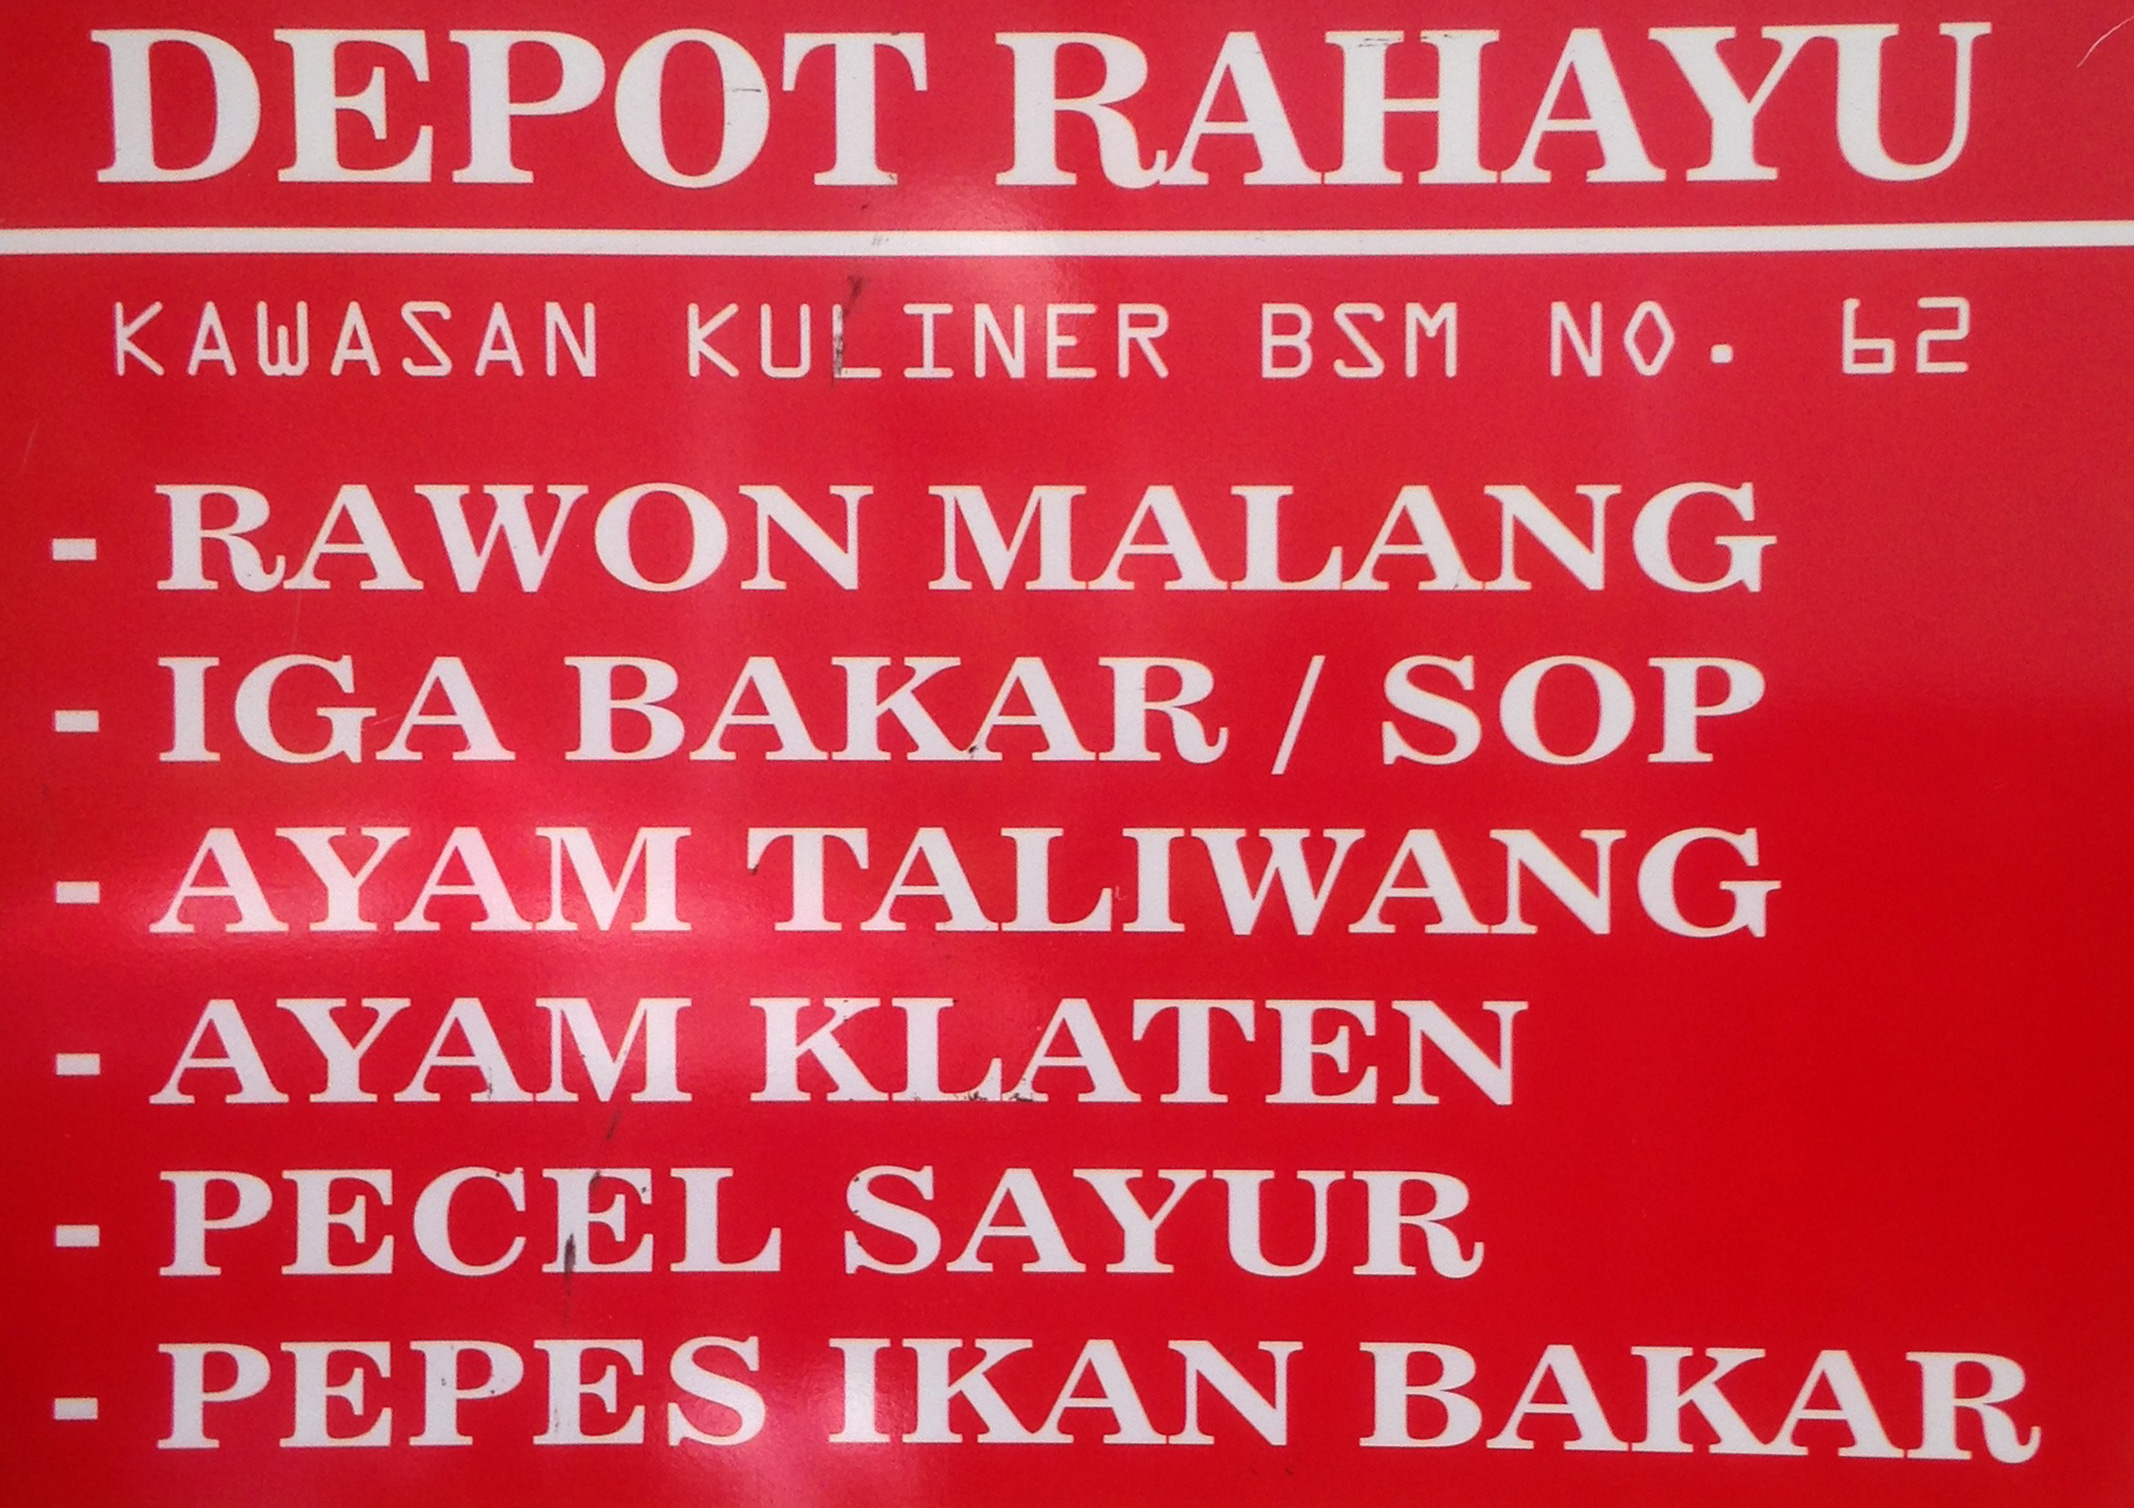 DEPOT RAHAYU
KAWASAN KULINER BSM NO. 62
- RAWON MALANG
- IGA BAKAR / SOP
- AYAM TALIWANG
- AYAM KLATEN
- PECEL SAYUR
- PEPES IKAN BAKAR